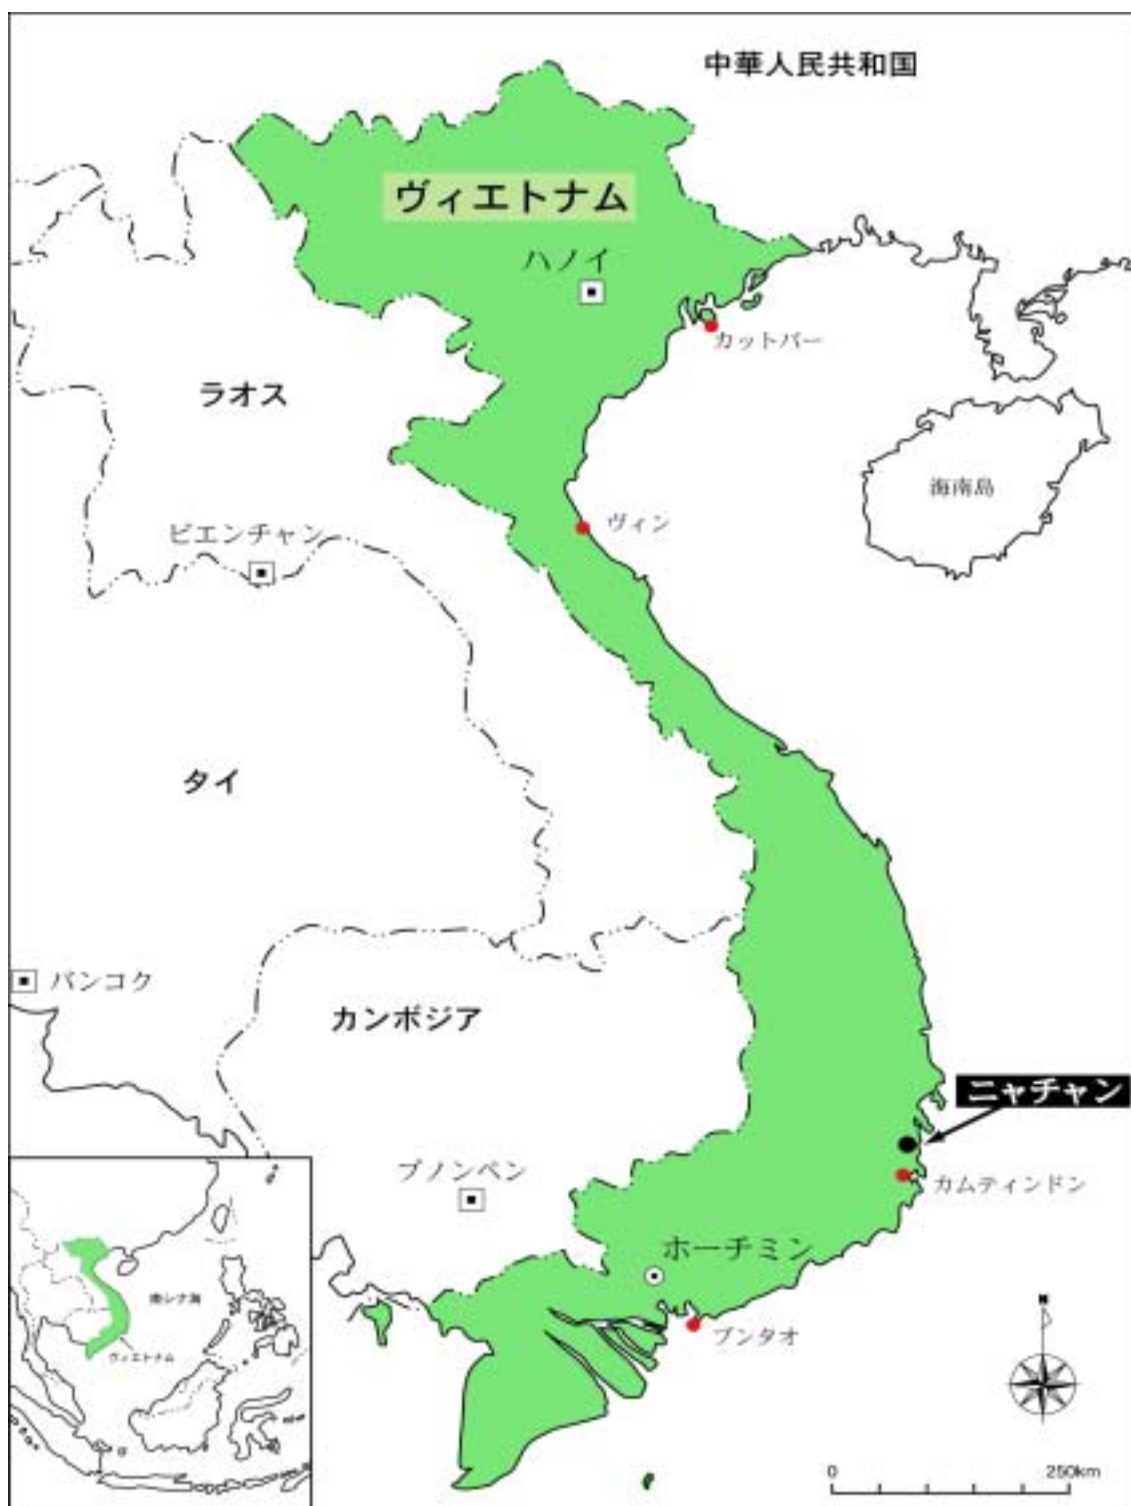 中華人民共和国
ヴィエトナム
ハノイ
カットバー
ラオス
海南島
ヴィン
ビエンチャン
タイ
バンコク
カンボジア
ニャチャン
プノンペン
カムティンドン
ホーチミン
ブンタオ
南シナ海
ヴィエトナム
N
0 250km